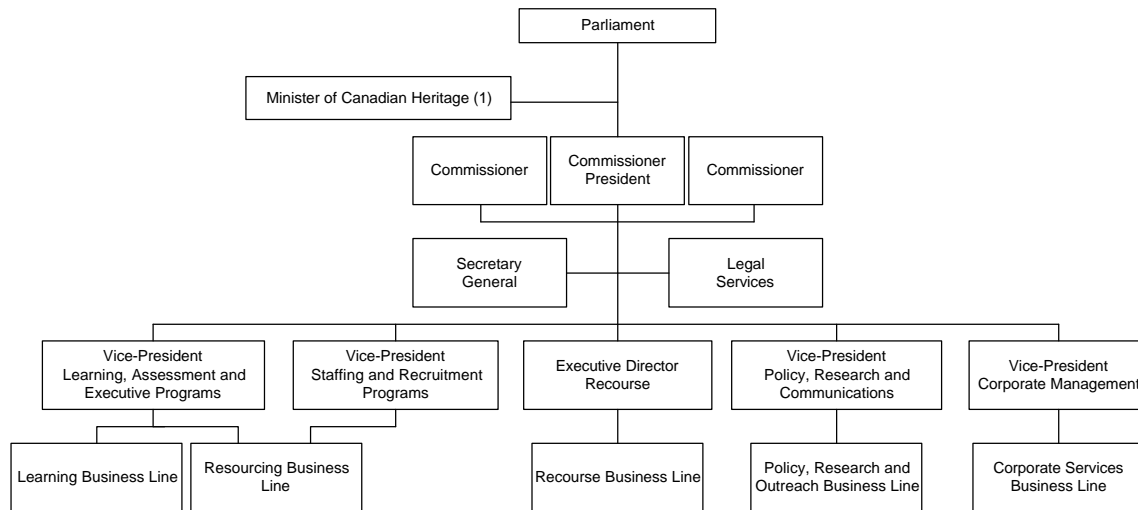 Parliament
Minister of Canadian Heritage (1)
Commissioner
Commissioner
President
Commissioner
Secretary
General
Legal
Services
Vice-President
Learning, Assessment and
Executive Programs
Vice-President
Staffing and Recruitment
Programs
Executive Director
Recourse
Vice-President
Policy, Research and
Communications
Vice-President
Corporate Management
Learning Business Line
Resourcing Business
Line
Recourse Business Line
Policy, Research and
Outreach Business Line
Corporate Services
Business Line